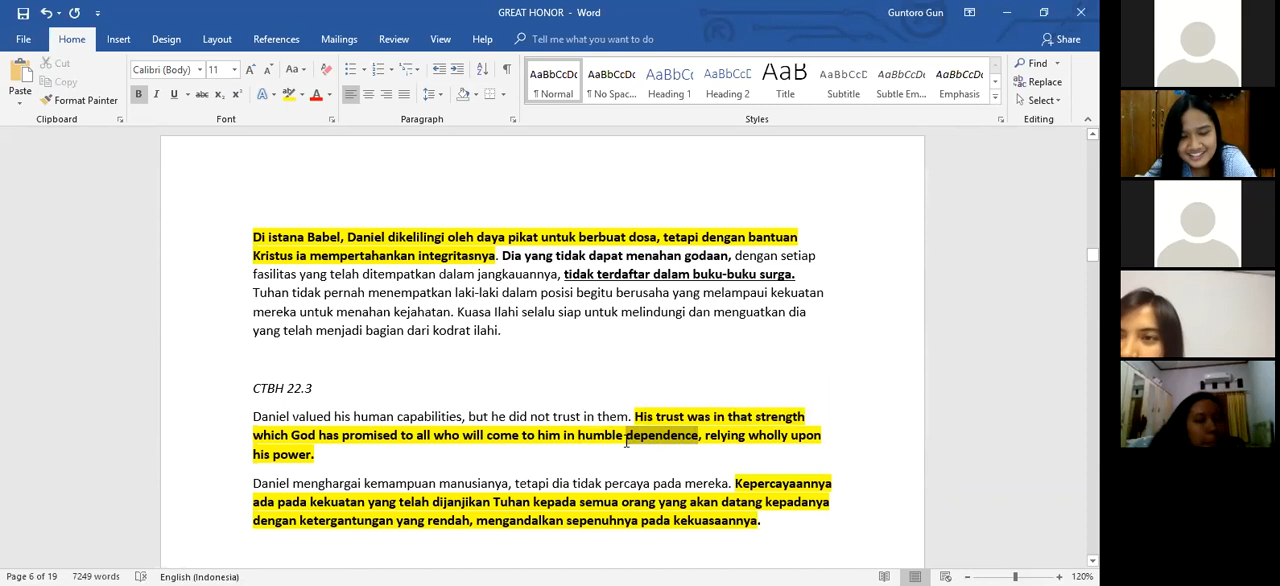 GREAT HONOR - Word
Guntoro Gun
File Home Insert Design Layout References Mailings Review View Help Tell me what you want to do Share
Paste Cut Copy Format Painter
Calibri (Body) 11 Aa
B I U abc x₂ x² A A
AaBbCcDc AaBbCcDc AaBbCc AaBbCcC AaB AaBbCcD AaBbCcDc AaBbCcDc
¶ Normal ¶ No Spac... Heading 1 Heading 2 Title Subtitle Subtle Em... Emphasis
Find Replace Select
Clipboard Font Paragraph Styles Editing
Di istana Babel, Daniel dikelilingi oleh daya pikat untuk berbuat dosa, tetapi dengan bantuan
Kristus ia mempertahankan integritasnya. Dia yang tidak dapat menahan godaan, dengan setiap
fasilitas yang telah ditempatkan dalam jangkauannya, tidak terdaftar dalam buku-buku surga.
Tuhan tidak pernah menempatkan laki-laki dalam posisi begitu berusaha yang melampaui kekuatan
mereka untuk menahan kejahatan. Kuasa Ilahi selalu siap untuk melindungi dan menguatkan dia
yang telah menjadi bagian dari kodrat ilahi.
CTBH 22.3
Daniel valued his human capabilities, but he did not trust in them. His trust was in that strength
which God has promised to all who will come to him in humble dependence, relying wholly upon
his power.
Daniel menghargai kemampuan manusianya, tetapi dia tidak percaya pada mereka. Kepercayaannya
ada pada kekuatan yang telah dijanjikan Tuhan kepada semua orang yang akan datang kepadanya
dengan ketergantungan yang rendah, mengandalkan sepenuhnya pada kekuasaannya.
Page 6 of 19 7249 words English (Indonesia) 120%